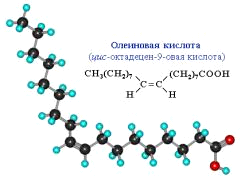 Олеиновая кислота
(цис-октадецен-9-овая кислота)
CH₃(CH₂)₇ (CH₂)₇COOH
C=C
H H